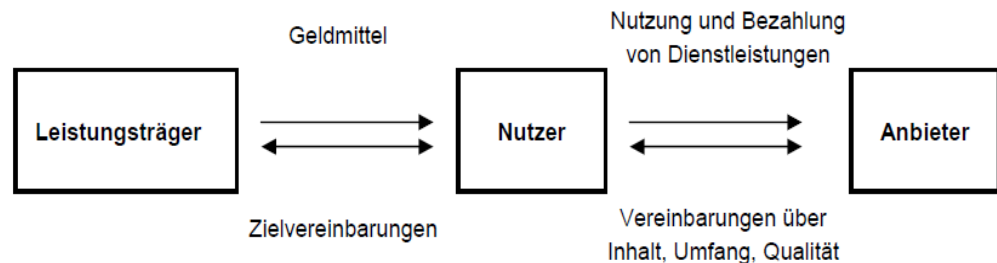 Geldmittel
Nutzung und Bezahlung
von Dienstleistungen
Leistungsträger
Nutzer
Anbieter
Zielvereinbarungen
Vereinbarungen über
Inhalt, Umfang, Qualität